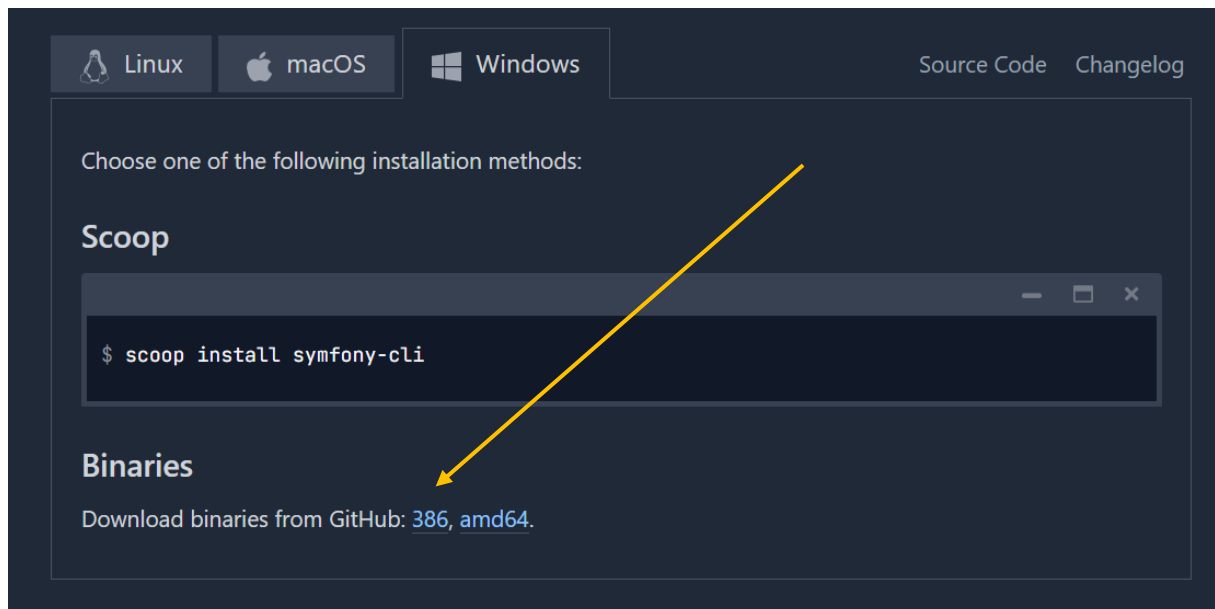 Linux macOS Windows Source Code Changelog
Choose one of the following installation methods:
Scoop
$ scoop install symfony-cli
Binaries
Download binaries from GitHub: 386, amd64.